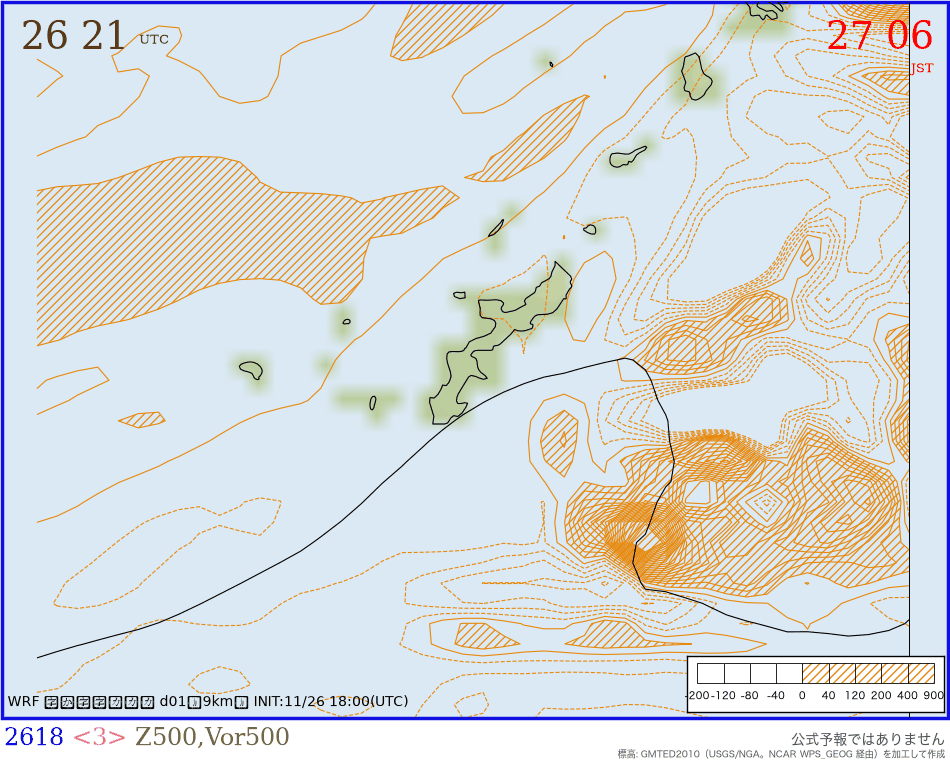 26 21 UTC
27 06
JST
-200 -120 -80 -40 0 40 120 200 400 900
WRF d01 9km INIT:11/26 18:00(UTC)
2618 <3> Z500,Vor500
公式予報ではありません
標高: GMTED2010（USGS/NGA。NCAR WPS_GEOG 経由）を加工して作成